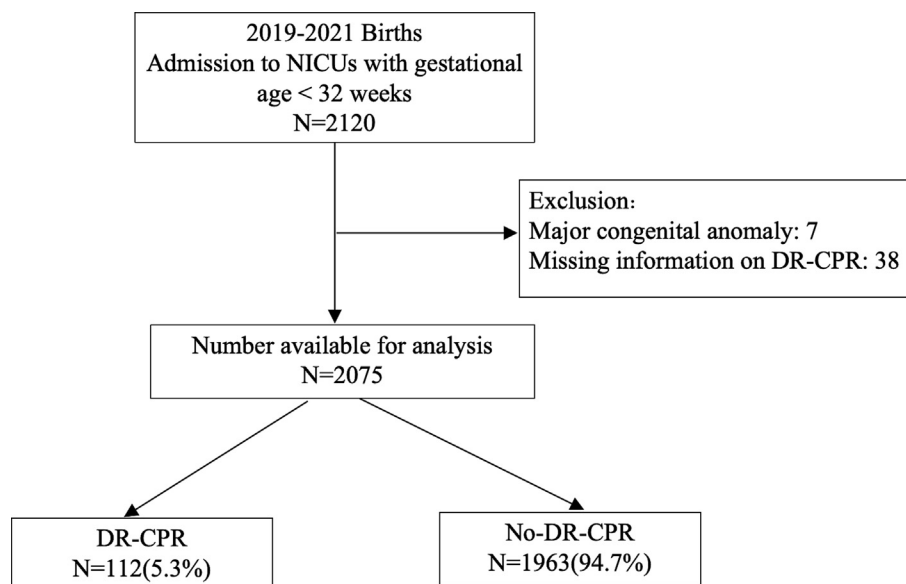 2019-2021 Births
Admission to NICUs with gestational
age < 32 weeks
N=2120
Exclusion：
Major congenital anomaly: 7
Missing information on DR-CPR: 38
Number available for analysis
N=2075
DR-CPR
N=112(5.3%)
No-DR-CPR
N=1963(94.7%)